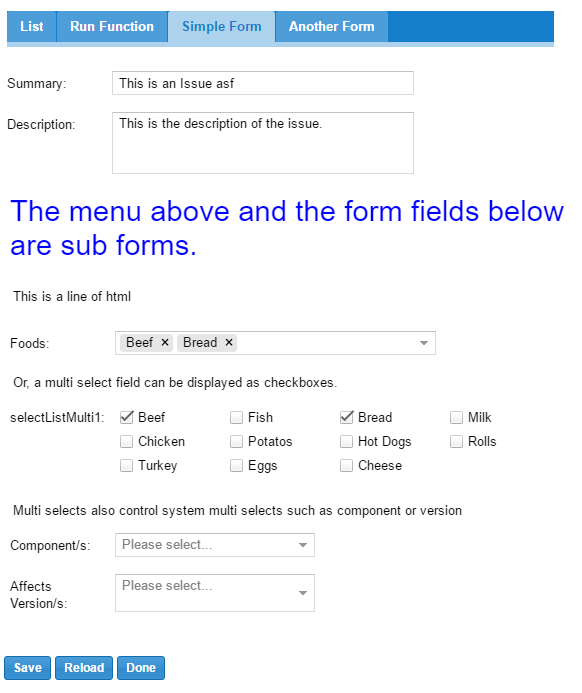 List Run Function Simple Form Another Form
Summary: This is an Issue asf
Description: This is the description of the issue.
The menu above and the form fields below
are sub forms.
This is a line of html
Foods: Beef × Bread ×
Or, a multi select field can be displayed as checkboxes.
selectListMulti1: Beef Fish Bread Milk
Chicken Potatos Hot Dogs Rolls
Turkey Eggs Cheese
Multi selects also control system multi selects such as component or version
Component/s: Please select...
Affects Please select...
Version/s:
Save Reload Done